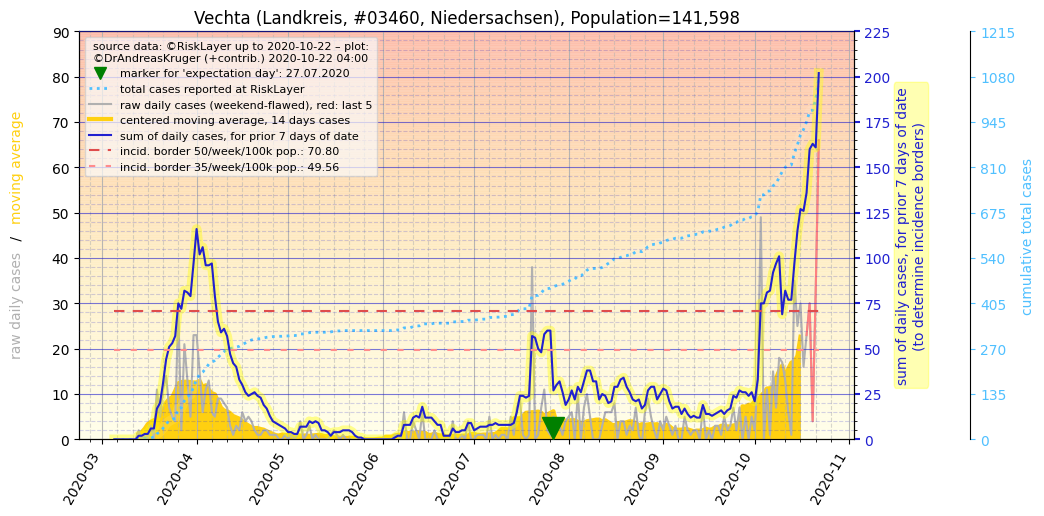 Vechta (Landkreis, #03460, Niedersachsen), Population=141,598
source data: ©RiskLayer up to 2020-10-22 – plot:
©DrAndreasKruger (+contrib.) 2020-10-22 04:00
marker for 'expectation day': 27.07.2020
total cases reported at RiskLayer
raw daily cases (weekend-flawed), red: last 5
centered moving average, 14 days cases
sum of daily cases, for prior 7 days of date
incid. border 50/week/100k pop.: 70.80
incid. border 35/week/100k pop.: 49.56
raw daily cases / moving average
90
80
70
60
50
40
30
20
10
0
225
200
175
150
125
100
75
50
25
0
sum of daily cases, for prior 7 days of date
(to determine incidence borders)
1215
1080
945
810
675
540
405
270
135
0
cumulative total cases
2020-03
2020-04
2020-05
2020-06
2020-07
2020-08
2020-09
2020-10
2020-11